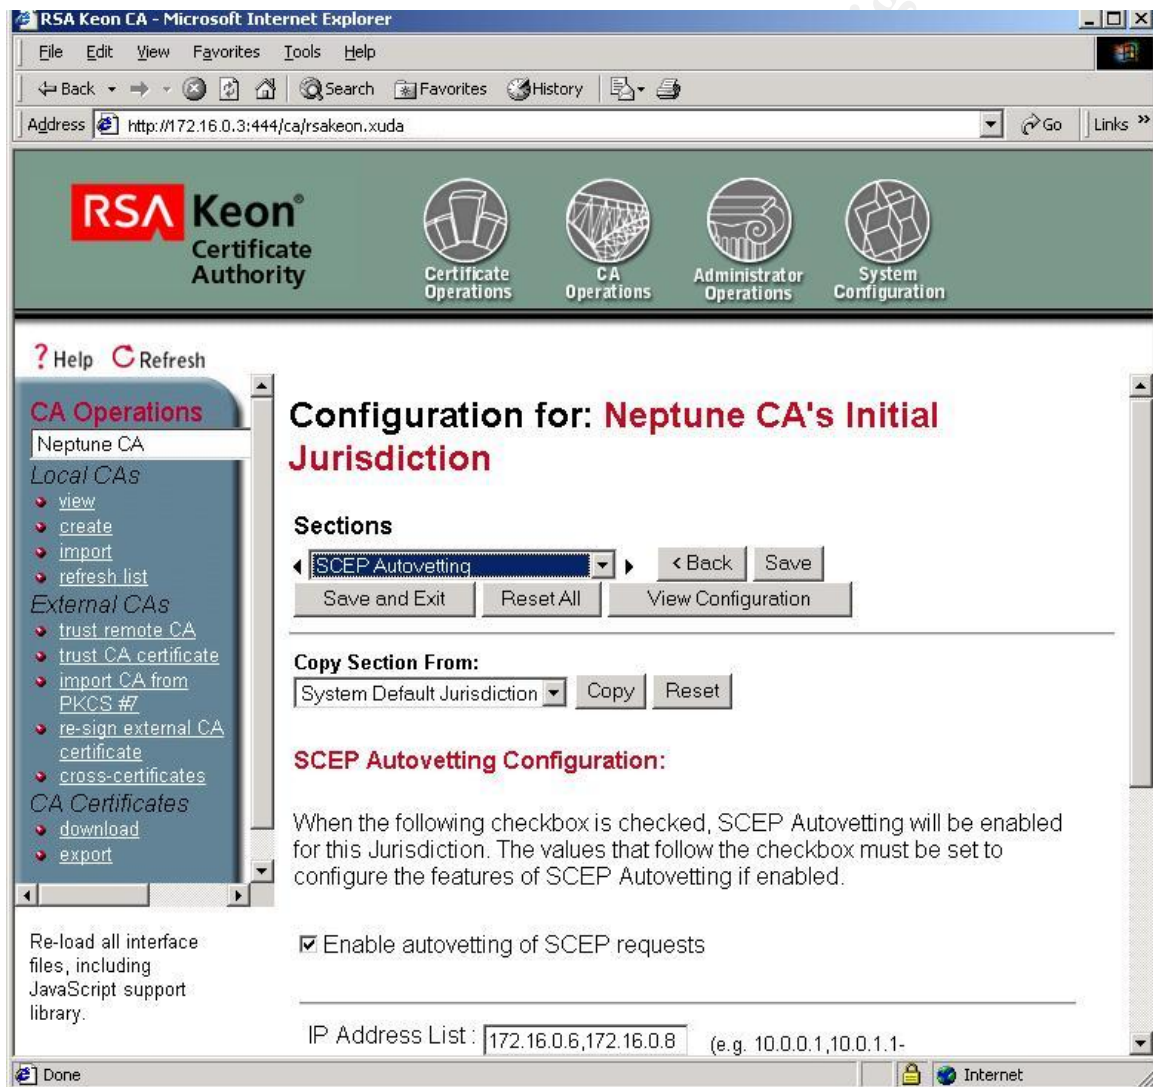 RSA Keon CA - Microsoft Internet Explorer
File Edit View Favorites Tools Help
Back Search Favorites History
Address http://172.16.0.3:444/ca/rsakeon.xuda Go Links »
RSA Keon®
Certificate
Authority
Certificate
Operations
CA
Operations
Administrator
Operations
System
Configuration
? Help Refresh
CA Operations
Neptune CA
Local CAs
view
create
import
refresh list
External CAs
trust remote CA
trust CA certificate
import CA from
PKCS #7
re-sign external CA
certificate
cross-certificates
CA Certificates
download
export
Re-load all interface
files, including
JavaScript support
library.
Configuration for: Neptune CA's Initial
Jurisdiction
Sections
SCEP Autovetting < Back Save
Save and Exit Reset All View Configuration
Copy Section From:
System Default Jurisdiction Copy Reset
SCEP Autovetting Configuration:
When the following checkbox is checked, SCEP Autovetting will be enabled
for this Jurisdiction. The values that follow the checkbox must be set to
configure the features of SCEP Autovetting if enabled.
Enable autovetting of SCEP requests
IP Address List : 172.16.0.6,172.16.0.8 (e.g. 10.0.0.1,10.0.1.1-
Done Internet